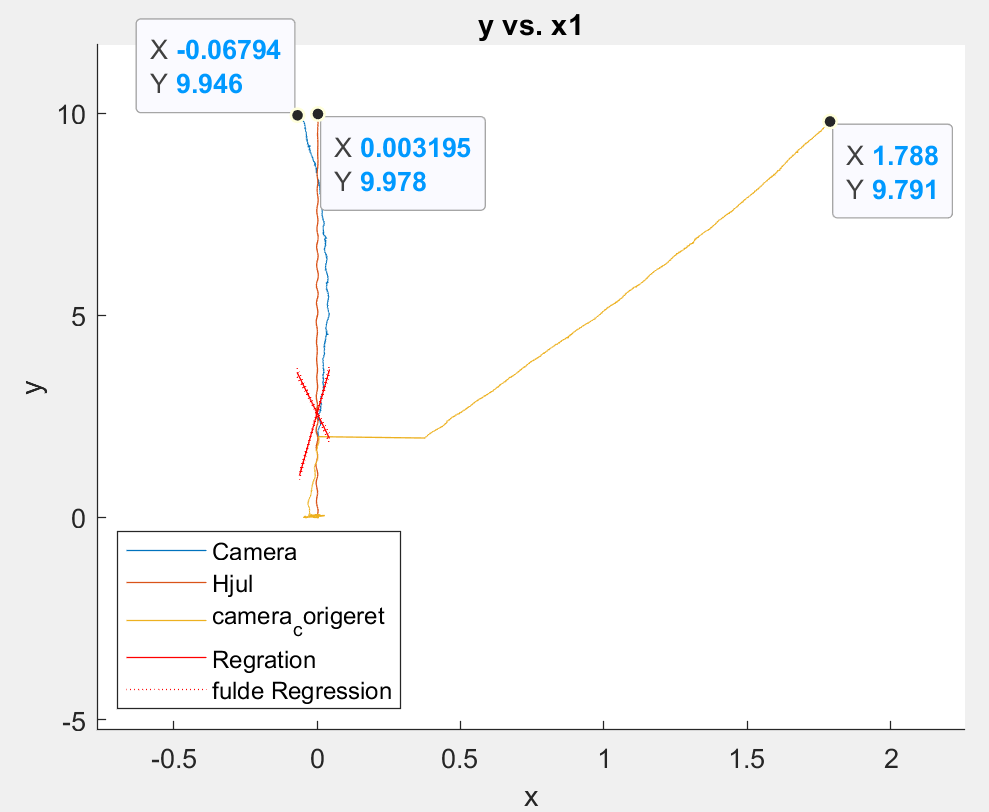 y vs. x1
X -0.06794
Y 9.946
X 0.003195
Y 9.978
X 1.788
Y 9.791
10
5
0
-5
y
Camera
Hjul
camera_corigeret
Regration
fulde Regression
-0.5
0
0.5
1
1.5
2
x